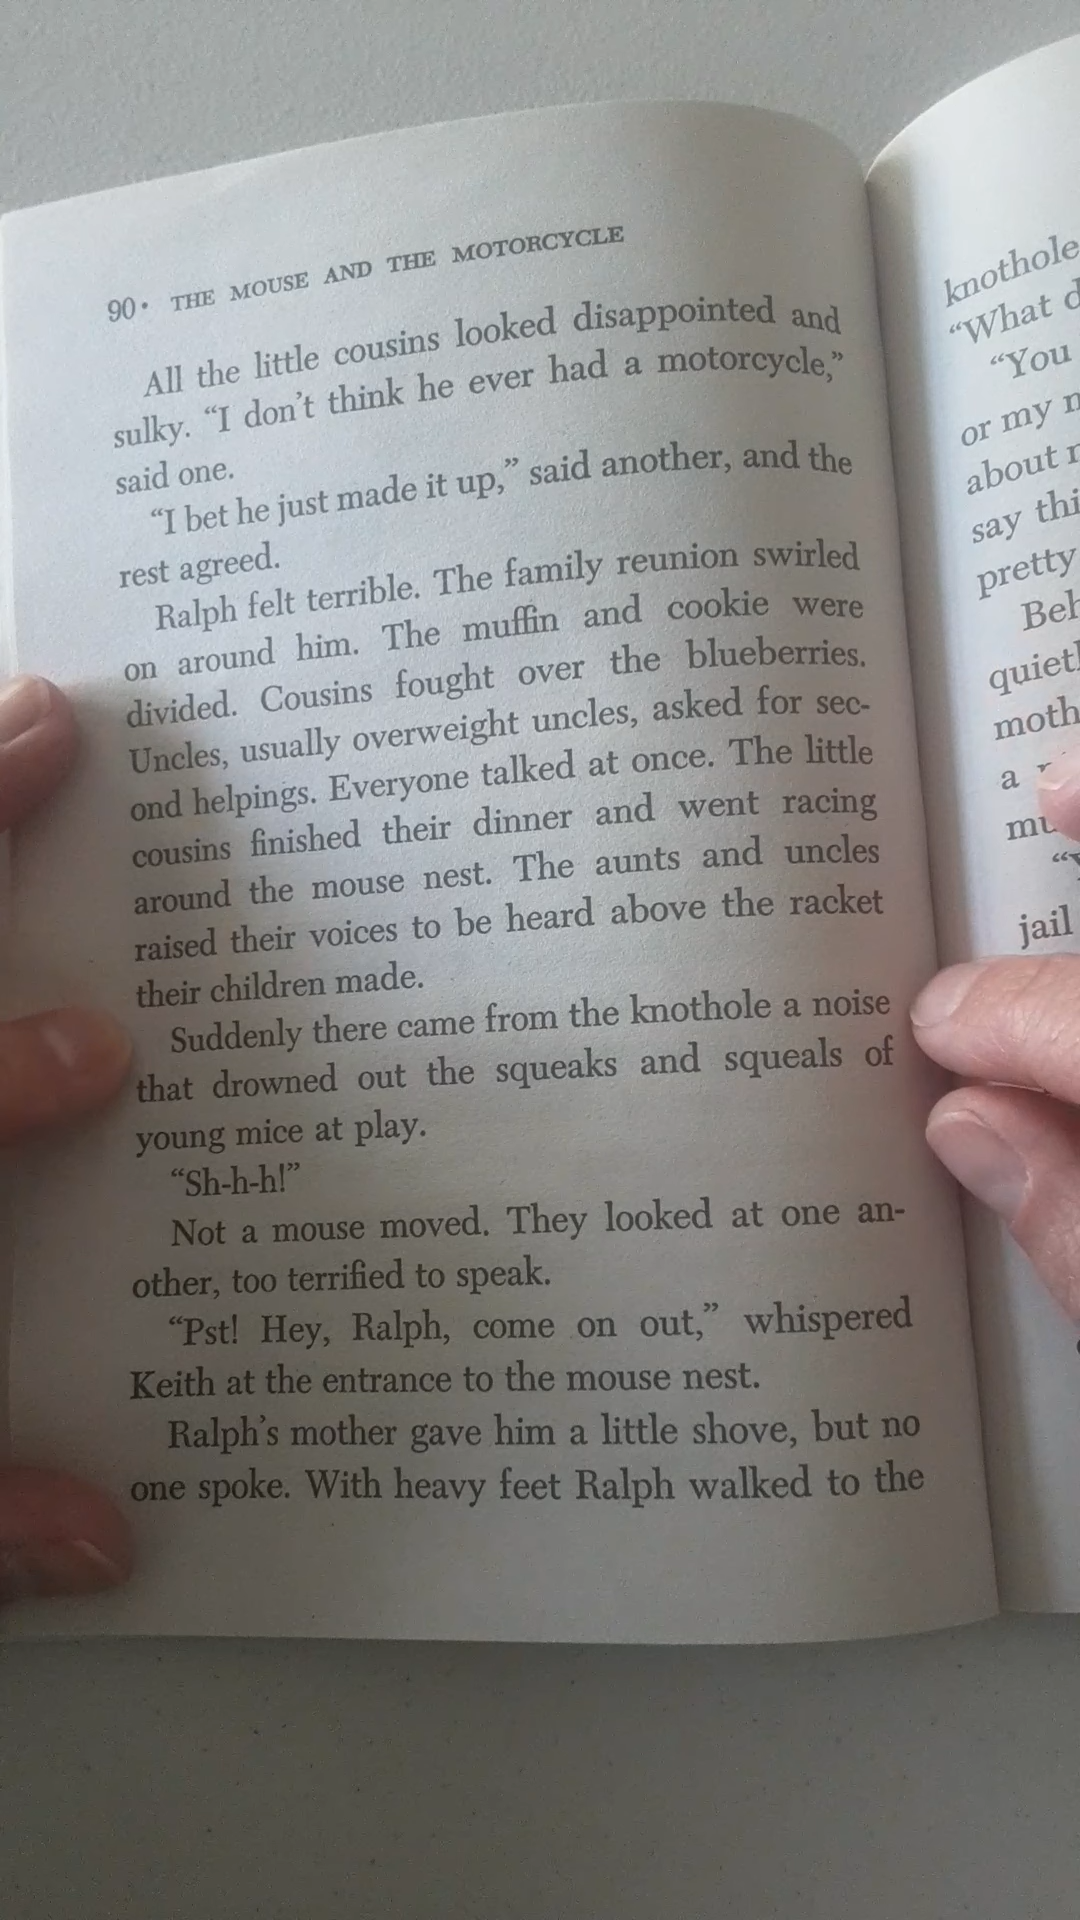 90• THE MOUSE AND THE MOTORCYCLE
All the little cousins looked disappointed and
sulky. “I don’t think he ever had a motorcycle,”
said one.
“I bet he just made it up,” said another, and the
rest agreed.
Ralph felt terrible. The family reunion swirled
on around him. The muffin and cookie were
divided. Cousins fought over the blueberries.
Uncles, usually overweight uncles, asked for sec-
ond helpings. Everyone talked at once. The little
cousins finished their dinner and went racing
around the mouse nest. The aunts and uncles
raised their voices to be heard above the racket
their children made.
Suddenly there came from the knothole a noise
that drowned out the squeaks and squeals of
young mice at play.
“Sh-h-h!”
Not a mouse moved. They looked at one an-
other, too terrified to speak.
“Pst! Hey, Ralph, come on out,” whispered
Keith at the entrance to the mouse nest.
Ralph’s mother gave him a little shove, but no
one spoke. With heavy feet Ralph walked to the
knothole
“What
“You
or my
about
say
pretty
a
jail